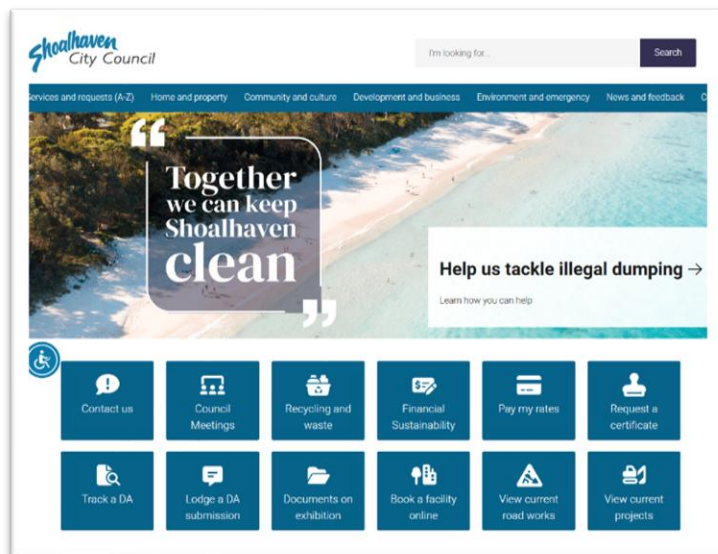 Shoalhaven
City Council
I'm looking for...
Search
Services and requests (A-Z) Home and property Community and culture Development and business Environment and emergency News and feedback C
“
Together
we can keep
Shoalhaven
clean
”
Help us tackle illegal dumping →
Learn how you can help
Contact us
Council
Meetings
Recycling and
waste
Financial
Sustainability
Pay my rates
Request a
certificate
Track a DA
Lodge a DA
submission
Documents on
exhibition
Book a facility
online
View current
road works
View current
projects